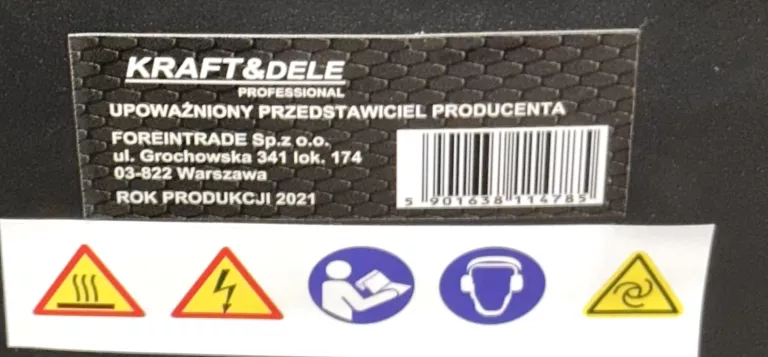 KRAFT&DELE
PROFESSIONAL
UPOWAŻNIONY PRZEDSTAWICIEL PRODUCENTA
FOREINTRADE Sp.z o.o.
ul. Grochowska 341 lok. 174
03-822 Warszawa
ROK PRODUKCJI 2021
5 901638 114785